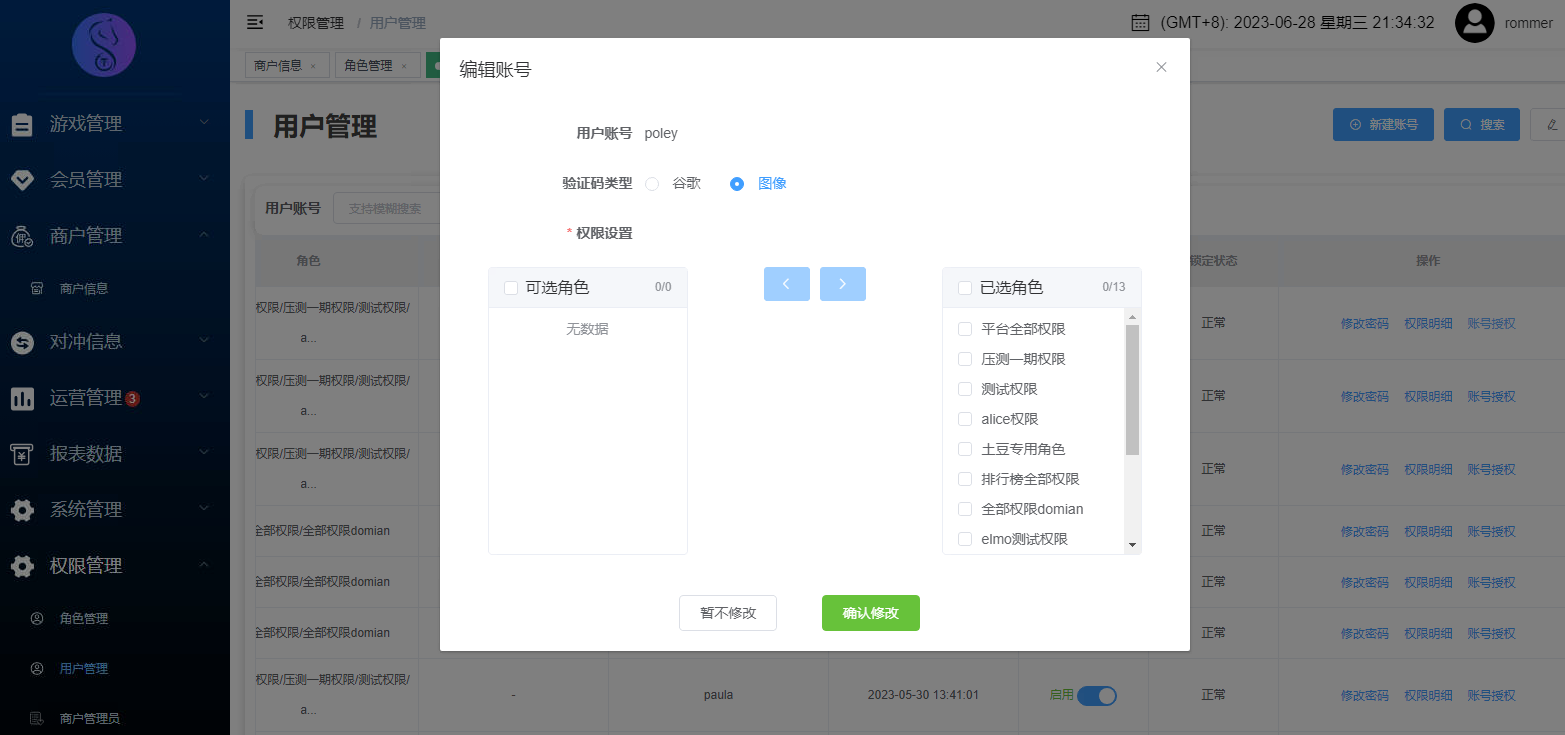 权限管理 / 用户管理
(GMT+8): 2023-06-28 星期三 21:34:32
rommer
商户信息 ×
角色管理 ×
游戏管理
会员管理
商户管理
商户信息
对冲信息
运营管理 3
报表数据
系统管理
权限管理
角色管理
用户管理
商户管理员
用户管理
新建账号
搜索
用户账号 支持模糊搜索
角色
锁定状态
操作
权限/压测一期权限/测试权限/
a...
正常
修改密码 权限明细 账号授权
权限/压测一期权限/测试权限/
a...
正常
修改密码 权限明细 账号授权
权限/压测一期权限/测试权限/
a...
正常
修改密码 权限明细 账号授权
全部权限/全部权限domian
正常
修改密码 权限明细 账号授权
全部权限/全部权限domian
正常
修改密码 权限明细 账号授权
全部权限/全部权限domian
正常
修改密码 权限明细 账号授权
权限/压测一期权限/测试权限/
a...
-
paula
2023-05-30 13:41:01
启用
正常
修改密码 权限明细 账号授权
编辑账号
用户账号 poley
验证码类型 谷歌 图像
* 权限设置
可选角色 0/0
无数据
已选角色 0/13
平台全部权限
压测一期权限
测试权限
alice权限
土豆专用角色
排行榜全部权限
全部权限domian
elmo测试权限
暂不修改
确认修改